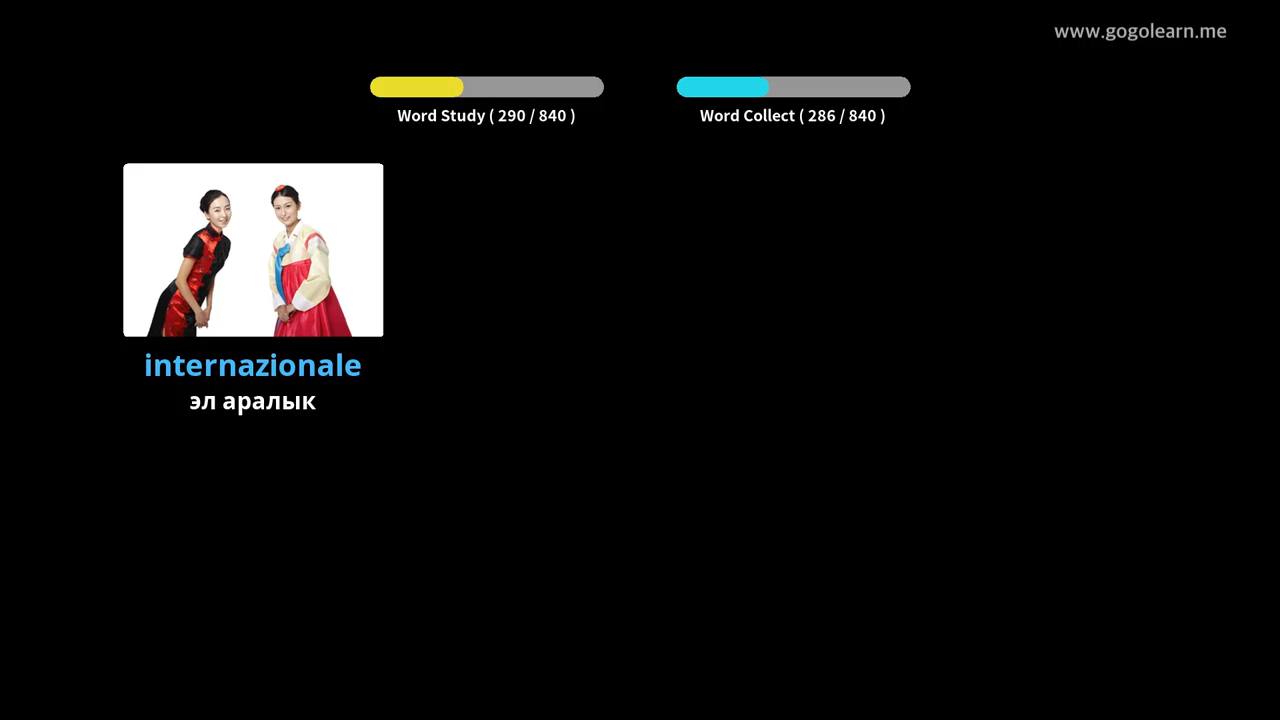 www.gogolearn.me
Word Study ( 290 / 840 )
Word Collect ( 286 / 840 )
internazionale
эл аралык